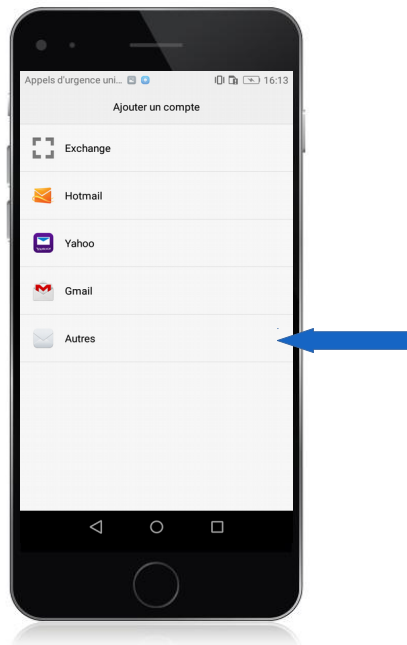 Appels d'urgence uni... 16:13
Ajouter un compte
Exchange
Hotmail
Yahoo
Gmail
Autres